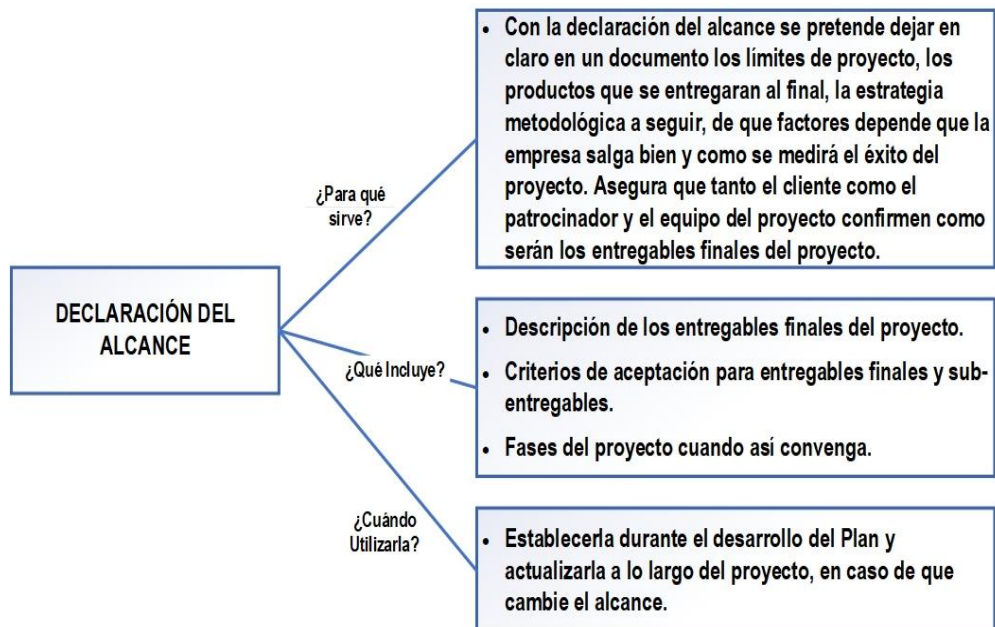 • Con la declaración del alcance se pretende dejar en
claro en un documento los límites de proyecto, los
productos que se entregaran al final, la estrategia
metodológica a seguir, de que factores depende que la
empresa salga bien y como se medirá el éxito del
proyecto. Asegura que tanto el cliente como el
patrocinador y el equipo del proyecto confirmen como
serán los entregables finales del proyecto.
¿Para qué
sirve?
DECLARACIÓN DEL
ALCANCE
¿Qué Incluye?
• Descripción de los entregables finales del proyecto.
• Criterios de aceptación para entregables finales y sub-
entregables.
• Fases del proyecto cuando así convenga.
¿Cuándo
Utilizarla?
• Establecerla durante el desarrollo del Plan y
actualizarla a lo largo del proyecto, en caso de que
cambie el alcance.